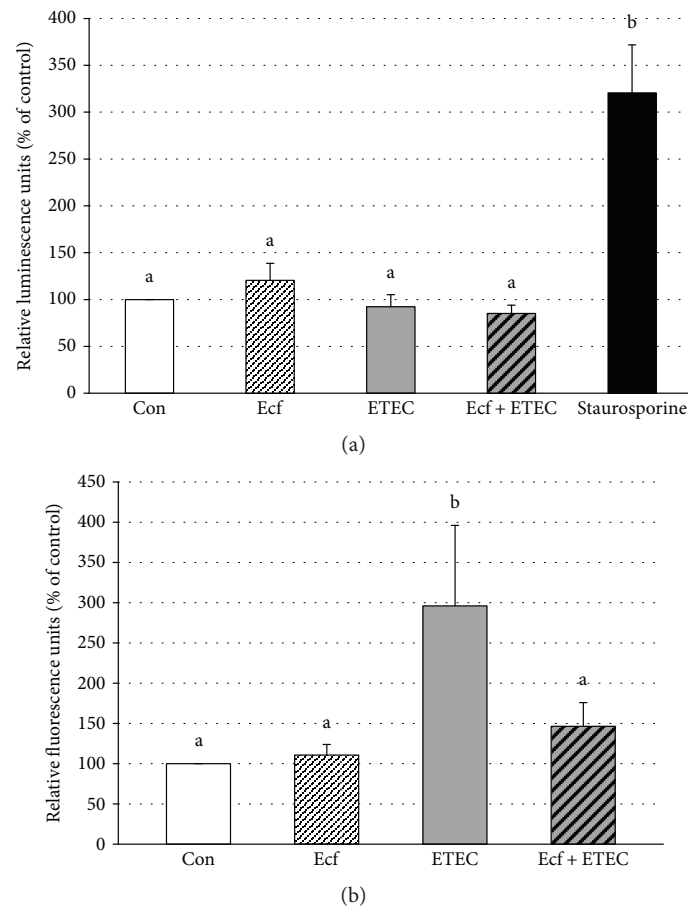 400
350
300
250
200
150
100
50
0
Relative luminescence units (% of control)
a
a
a
a
b
Con Ecf ETEC Ecf + ETEC Staurosporine
(a)
450
400
350
300
250
200
150
100
50
0
Relative fluorescence units (% of control)
a
a
b
a
Con Ecf ETEC Ecf + ETEC
(b)